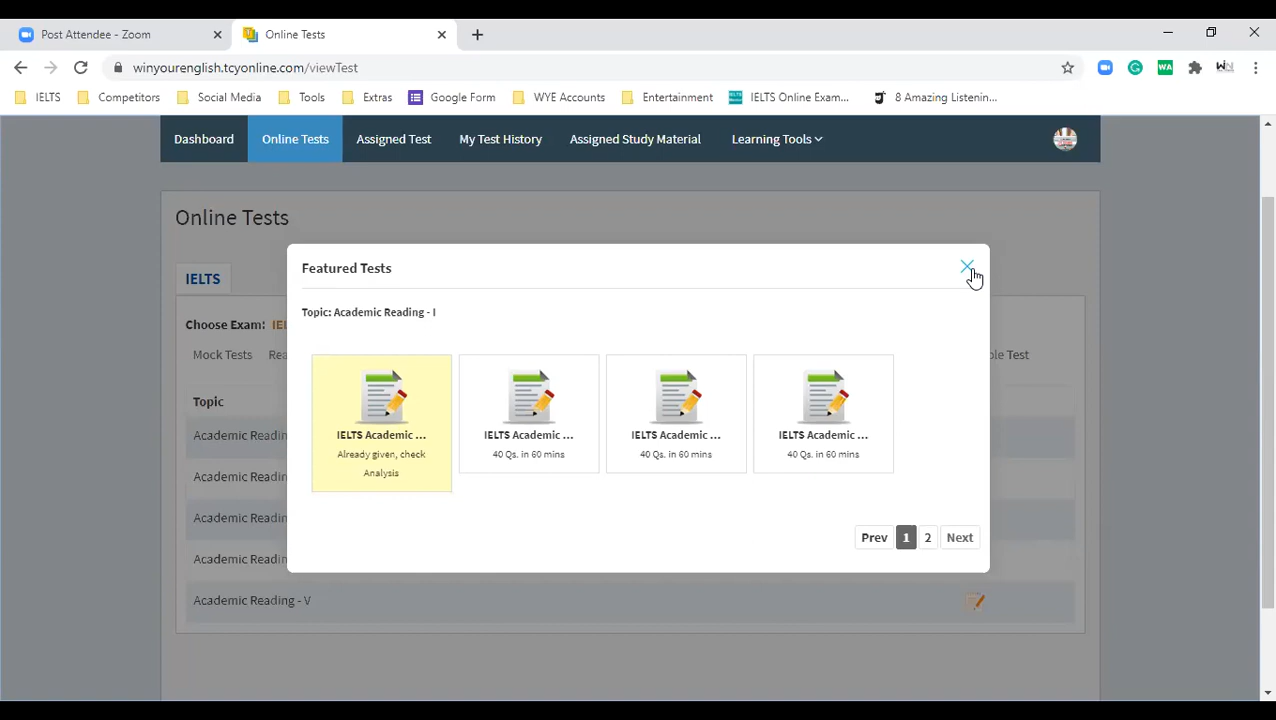 Post Attendee - Zoom
Online Tests
winyourenglish.tcyonline.com/viewTest
IELTS
Competitors
Social Media
Tools
Extras
Google Form
WYE Accounts
Entertainment
IELTS Online Exam...
8 Amazing Listenin...
Dashboard
Online Tests
Assigned Test
My Test History
Assigned Study Material
Learning Tools
Online Tests
Featured Tests
IELTS
Topic: Academic Reading - I
Choose Exam: IEL
Mock Tests
Rea
ple Test
Topic
IELTS Academic ...
Already given, check
Analysis
IELTS Academic ...
40 Qs. in 60 mins
IELTS Academic ...
40 Qs. in 60 mins
IELTS Academic ...
40 Qs. in 60 mins
Academic Readin
Academic Readin
Academic Readin
Academic Readin
Prev 1 2 Next
Academic Reading - V